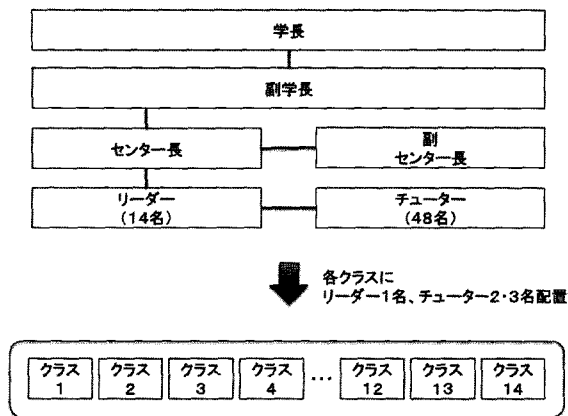 学長
副学長
センター長
副
センター長
リーダー
(14名)
チューター
(48名)
各クラスに
リーダー1名、チューター2・3名配置
クラス
1
クラス
2
クラス
3
クラス
4
…
クラス
12
クラス
13
クラス
14